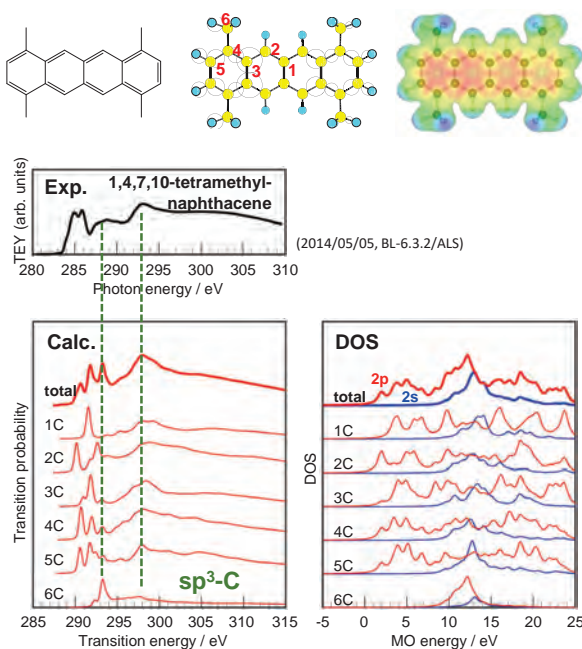 6
4
2
5
3
1
Exp.
1,4,7,10-tetramethyl-
naphthacene
TEY (arb. units)
280 285 290 295 300 305 310
Photon energy / eV
(2014/05/05, BL-6.3.2/ALS)
Calc.
total
1C
2C
3C
4C
5C
6C
sp³-C
Transition probability
285 290 295 300 305 310 315
Transition energy / eV
DOS
2p
2s
total
1C
2C
3C
4C
5C
6C
DOS
-5 0 5 10 15 20 25
MO energy / eV